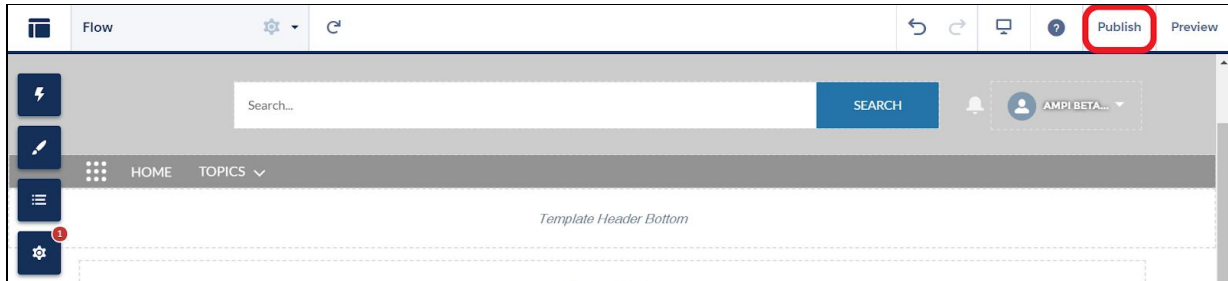 Flow
? Publish Preview
Search... SEARCH AMPI BETA...
HOME TOPICS
Template Header Bottom
1